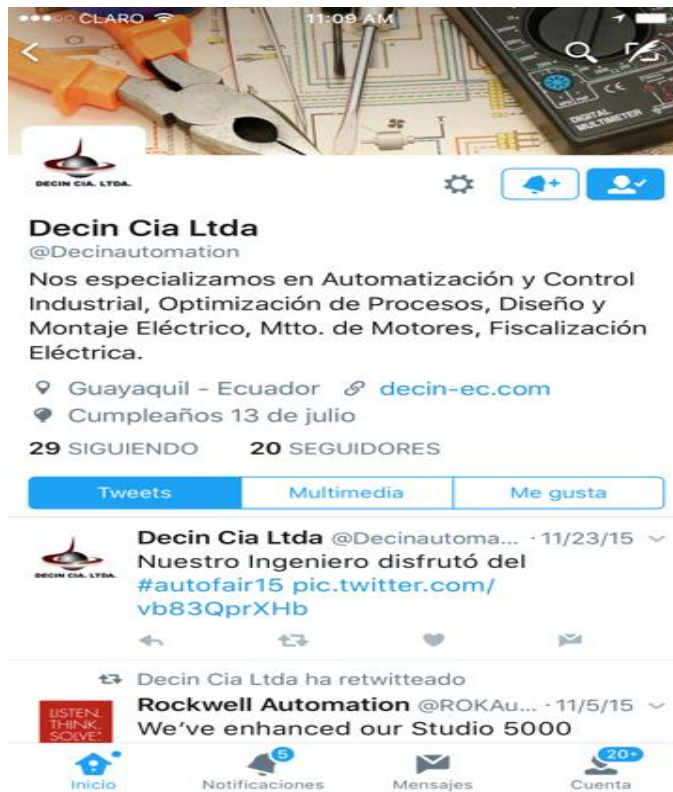 CLARO 11:09 AM
DIGITAL
MULTIMETER
CE
DECIN CIA. LTDA.
Decin Cia Ltda
@Decinautomation
Nos especializamos en Automatización y Control
Industrial, Optimización de Procesos, Diseño y
Montaje Eléctrico, Mtto. de Motores, Fiscalización
Eléctrica.
Guayaquil - Ecuador decin-ec.com
Cumpleaños 13 de julio
29 SIGUIENDO 20 SEGUIDORES
Tweets Multimedia Me gusta
Decin Cia Ltda @Decinautoma... · 11/23/15
DECIN CIA. LTDA.
Nuestro Ingeniero disfrutó del
#autofair15 pic.twitter.com/
vb83QprXHb
Decin Cia Ltda ha retwitteado
Rockwell Automation @ROKAu... · 11/5/15
LISTEN.
THINK.
SOLVE.
We've enhanced our Studio 5000
5 20+
Inicio Notificaciones Mensajes Cuenta